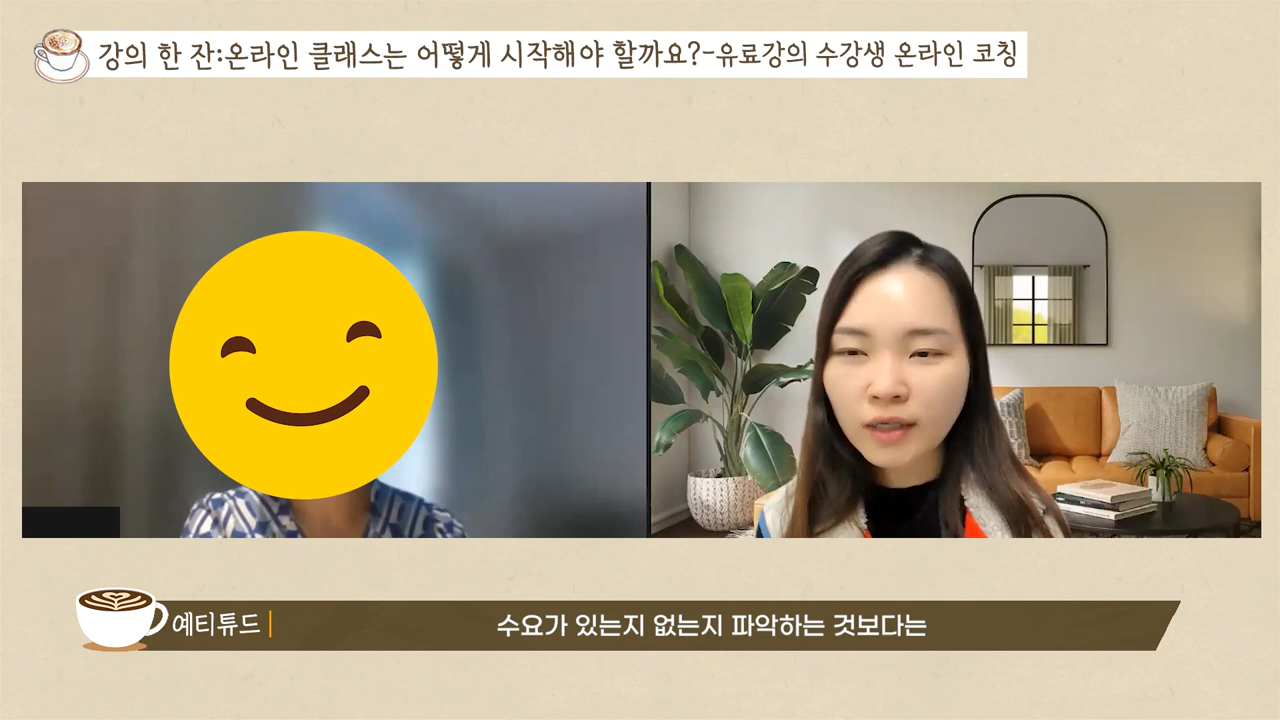 강의 한 잔:온라인 클래스는 어떻게 시작해야 할까요?-유료강의 수강생 온라인 코칭
예티튜드
수요가 있는지 없는지 파악하는 것보다는